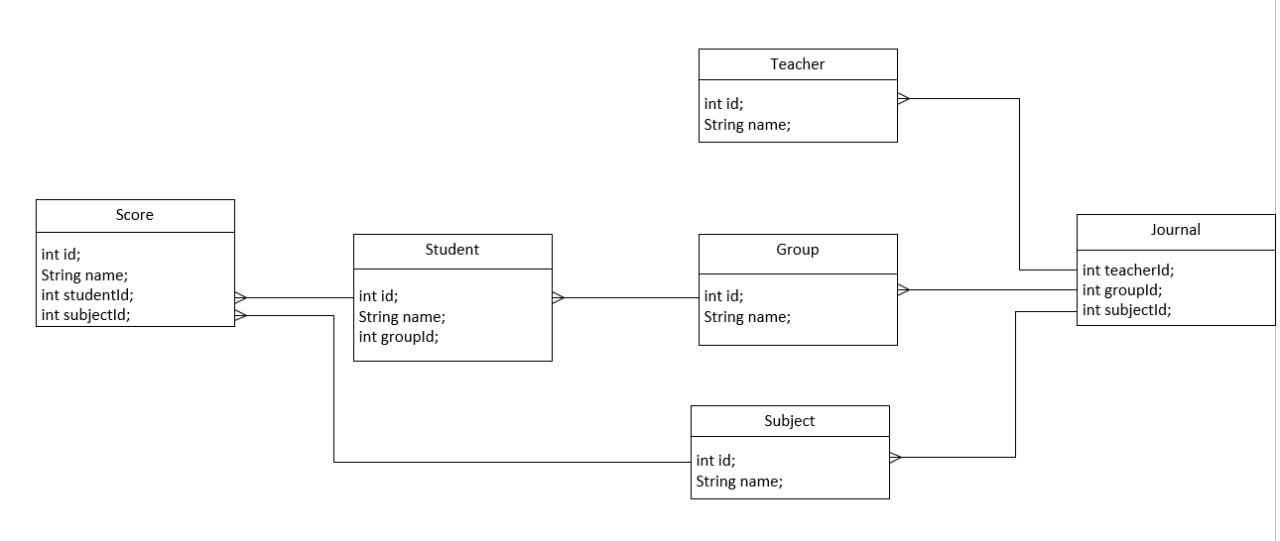 Teacher
int id;
String name;
Score
int id;
String name;
int studentId;
int subjectId;
Student
int id;
String name;
int groupId;
Group
int id;
String name;
Journal
int teacherId;
int groupId;
int subjectId;
Subject
int id;
String name;